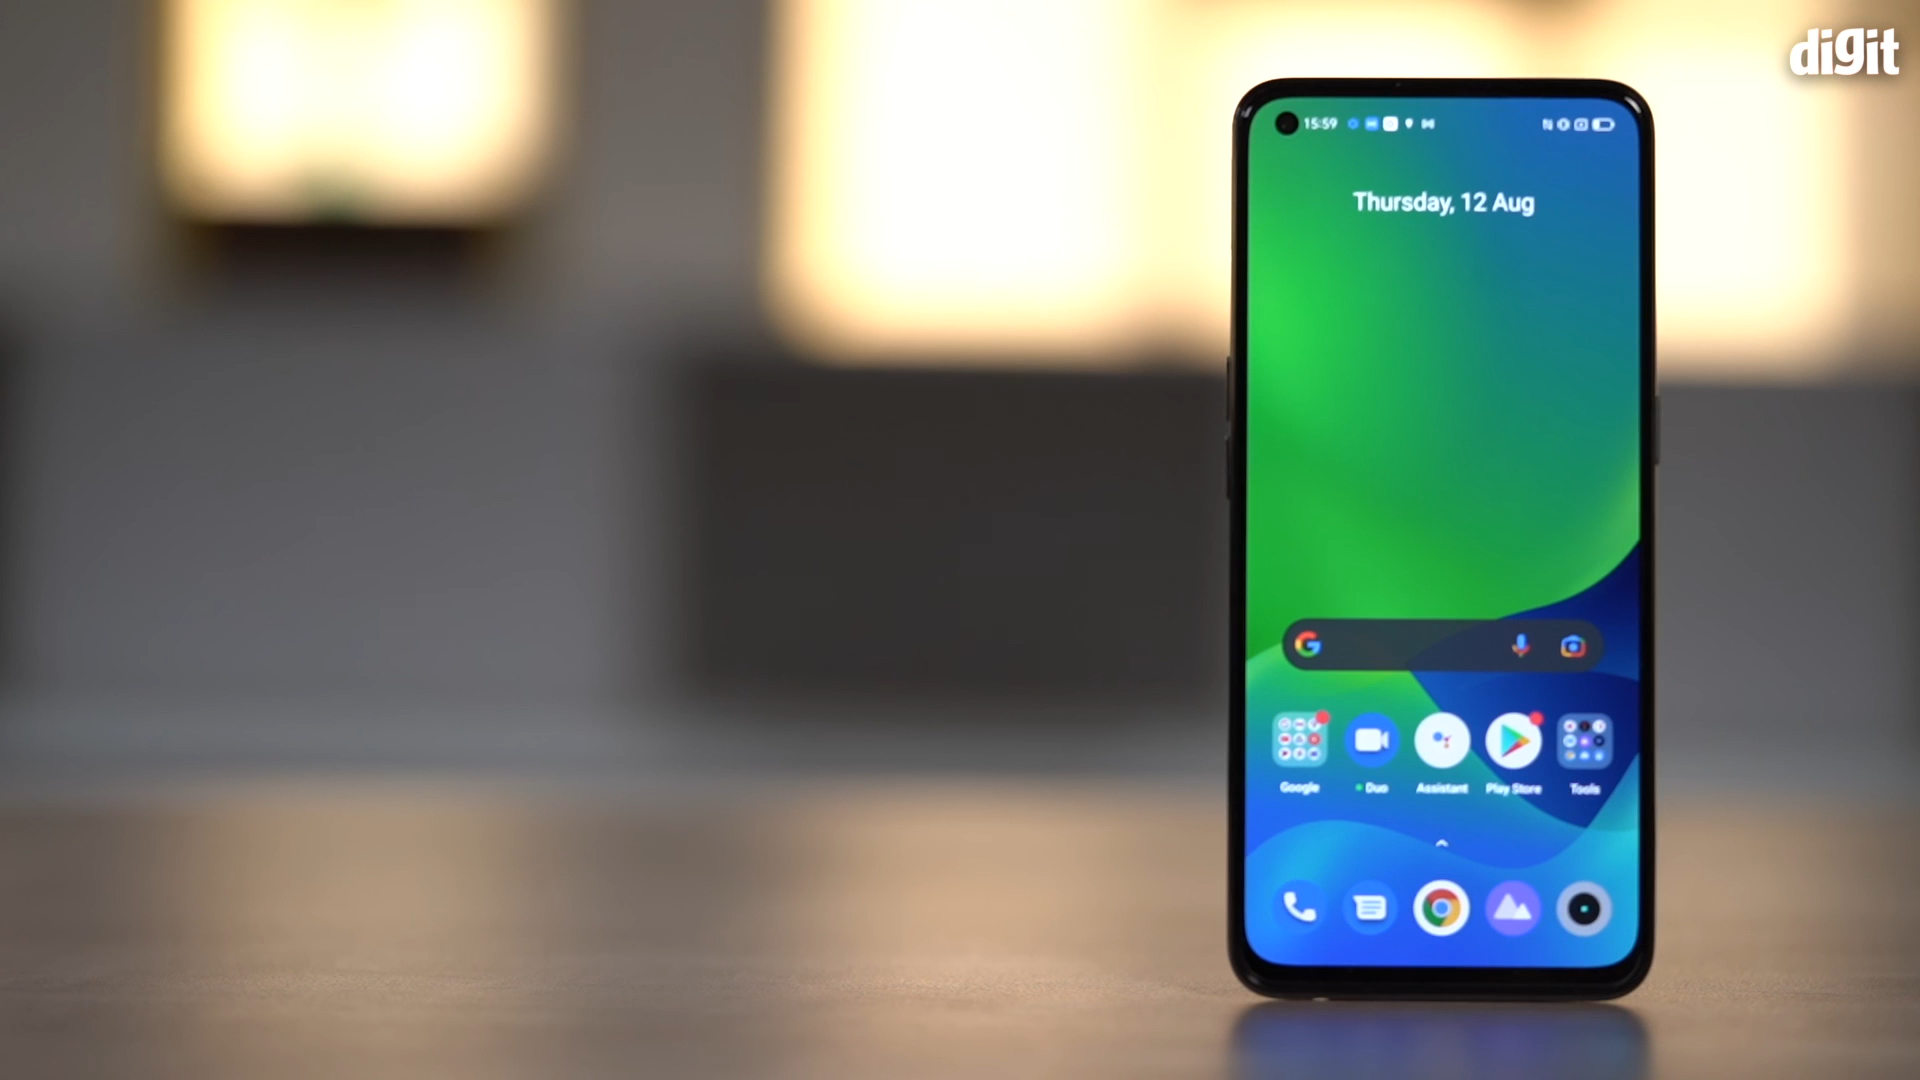 digit
15:59
Thursday, 12 Aug
Google
Duo
Assistant
Play Store
Tools